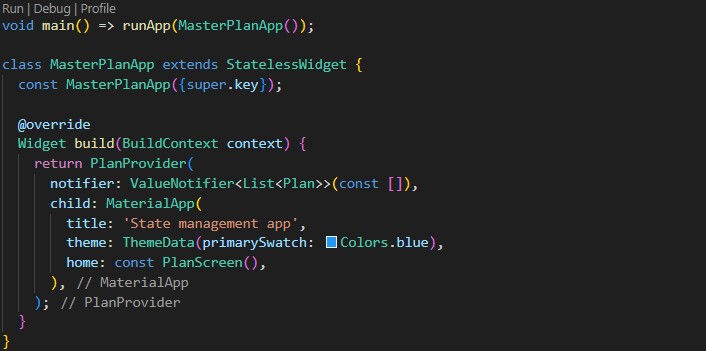 Run | Debug | Profile
void main() => runApp(MasterPlanApp());

class MasterPlanApp extends StatelessWidget {
  const MasterPlanApp({super.key});

  @override
  Widget build(BuildContext context) {
    return PlanProvider(
      notifier: ValueNotifier<List<Plan>>(const []),
      child: MaterialApp(
        title: 'State management app',
        theme: ThemeData(primarySwatch: Colors.blue),
        home: const PlanScreen(),
      ), // MaterialApp
    ); // PlanProvider
  }
}